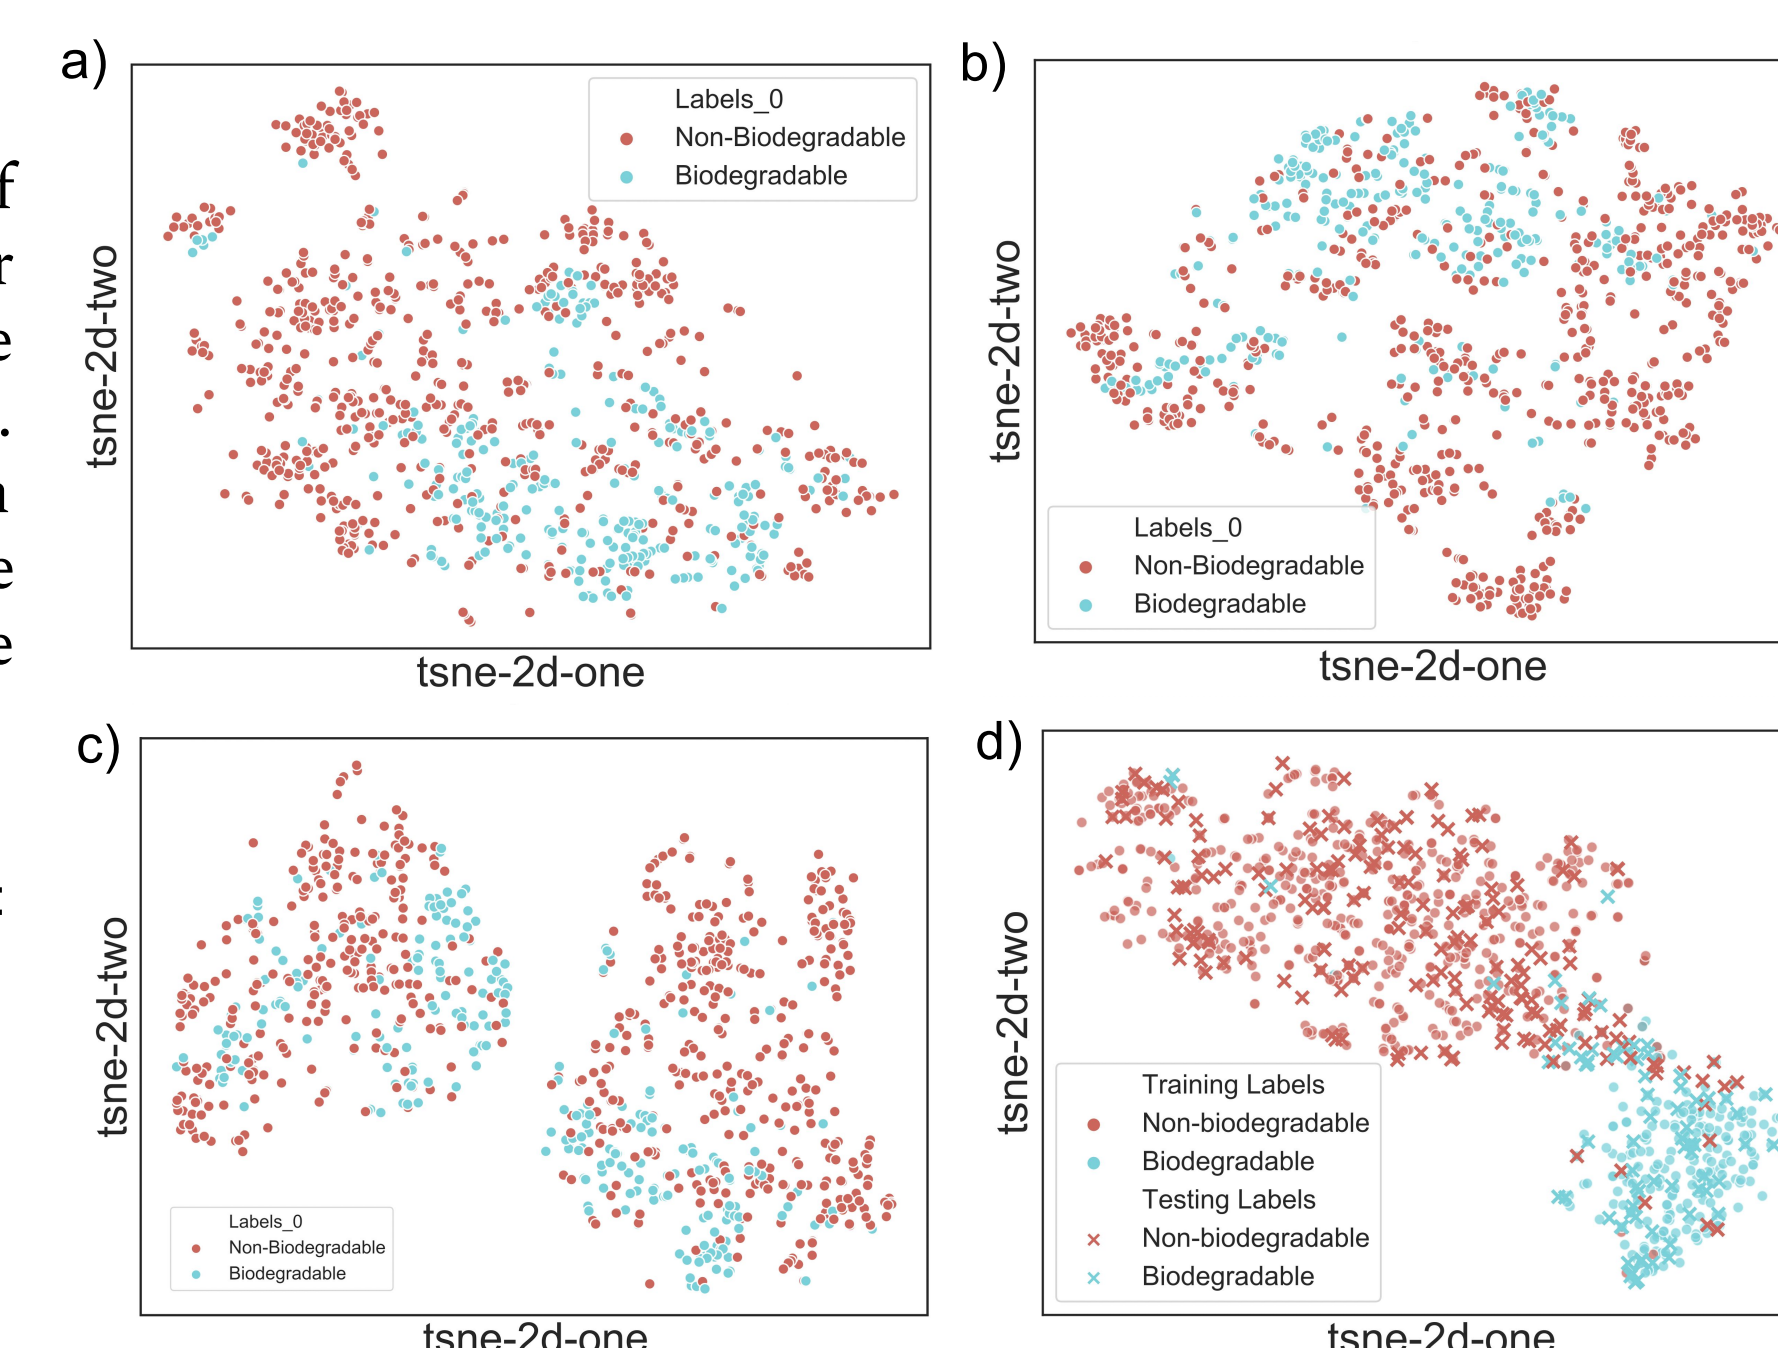 f
r
e
.
e
e
a)
Labels_0
Non-Biodegradable
Biodegradable
tsne-2d-two
tsne-2d-one
b)
Labels_0
Non-Biodegradable
Biodegradable
tsne-2d-two
tsne-2d-one
c)
Labels_0
Non-Biodegradable
Biodegradable
tsne-2d-two
tsne-2d-one
d)
Training Labels
Non-biodegradable
Biodegradable
Testing Labels
Non-biodegradable
Biodegradable
tsne-2d-two
tsne-2d-one